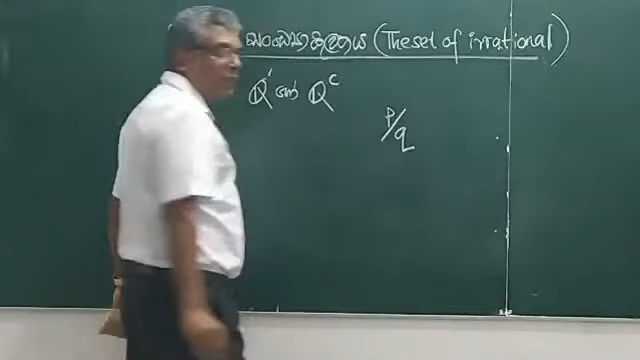 (The set of irrational)
Q' හෝ Q^c
p/q